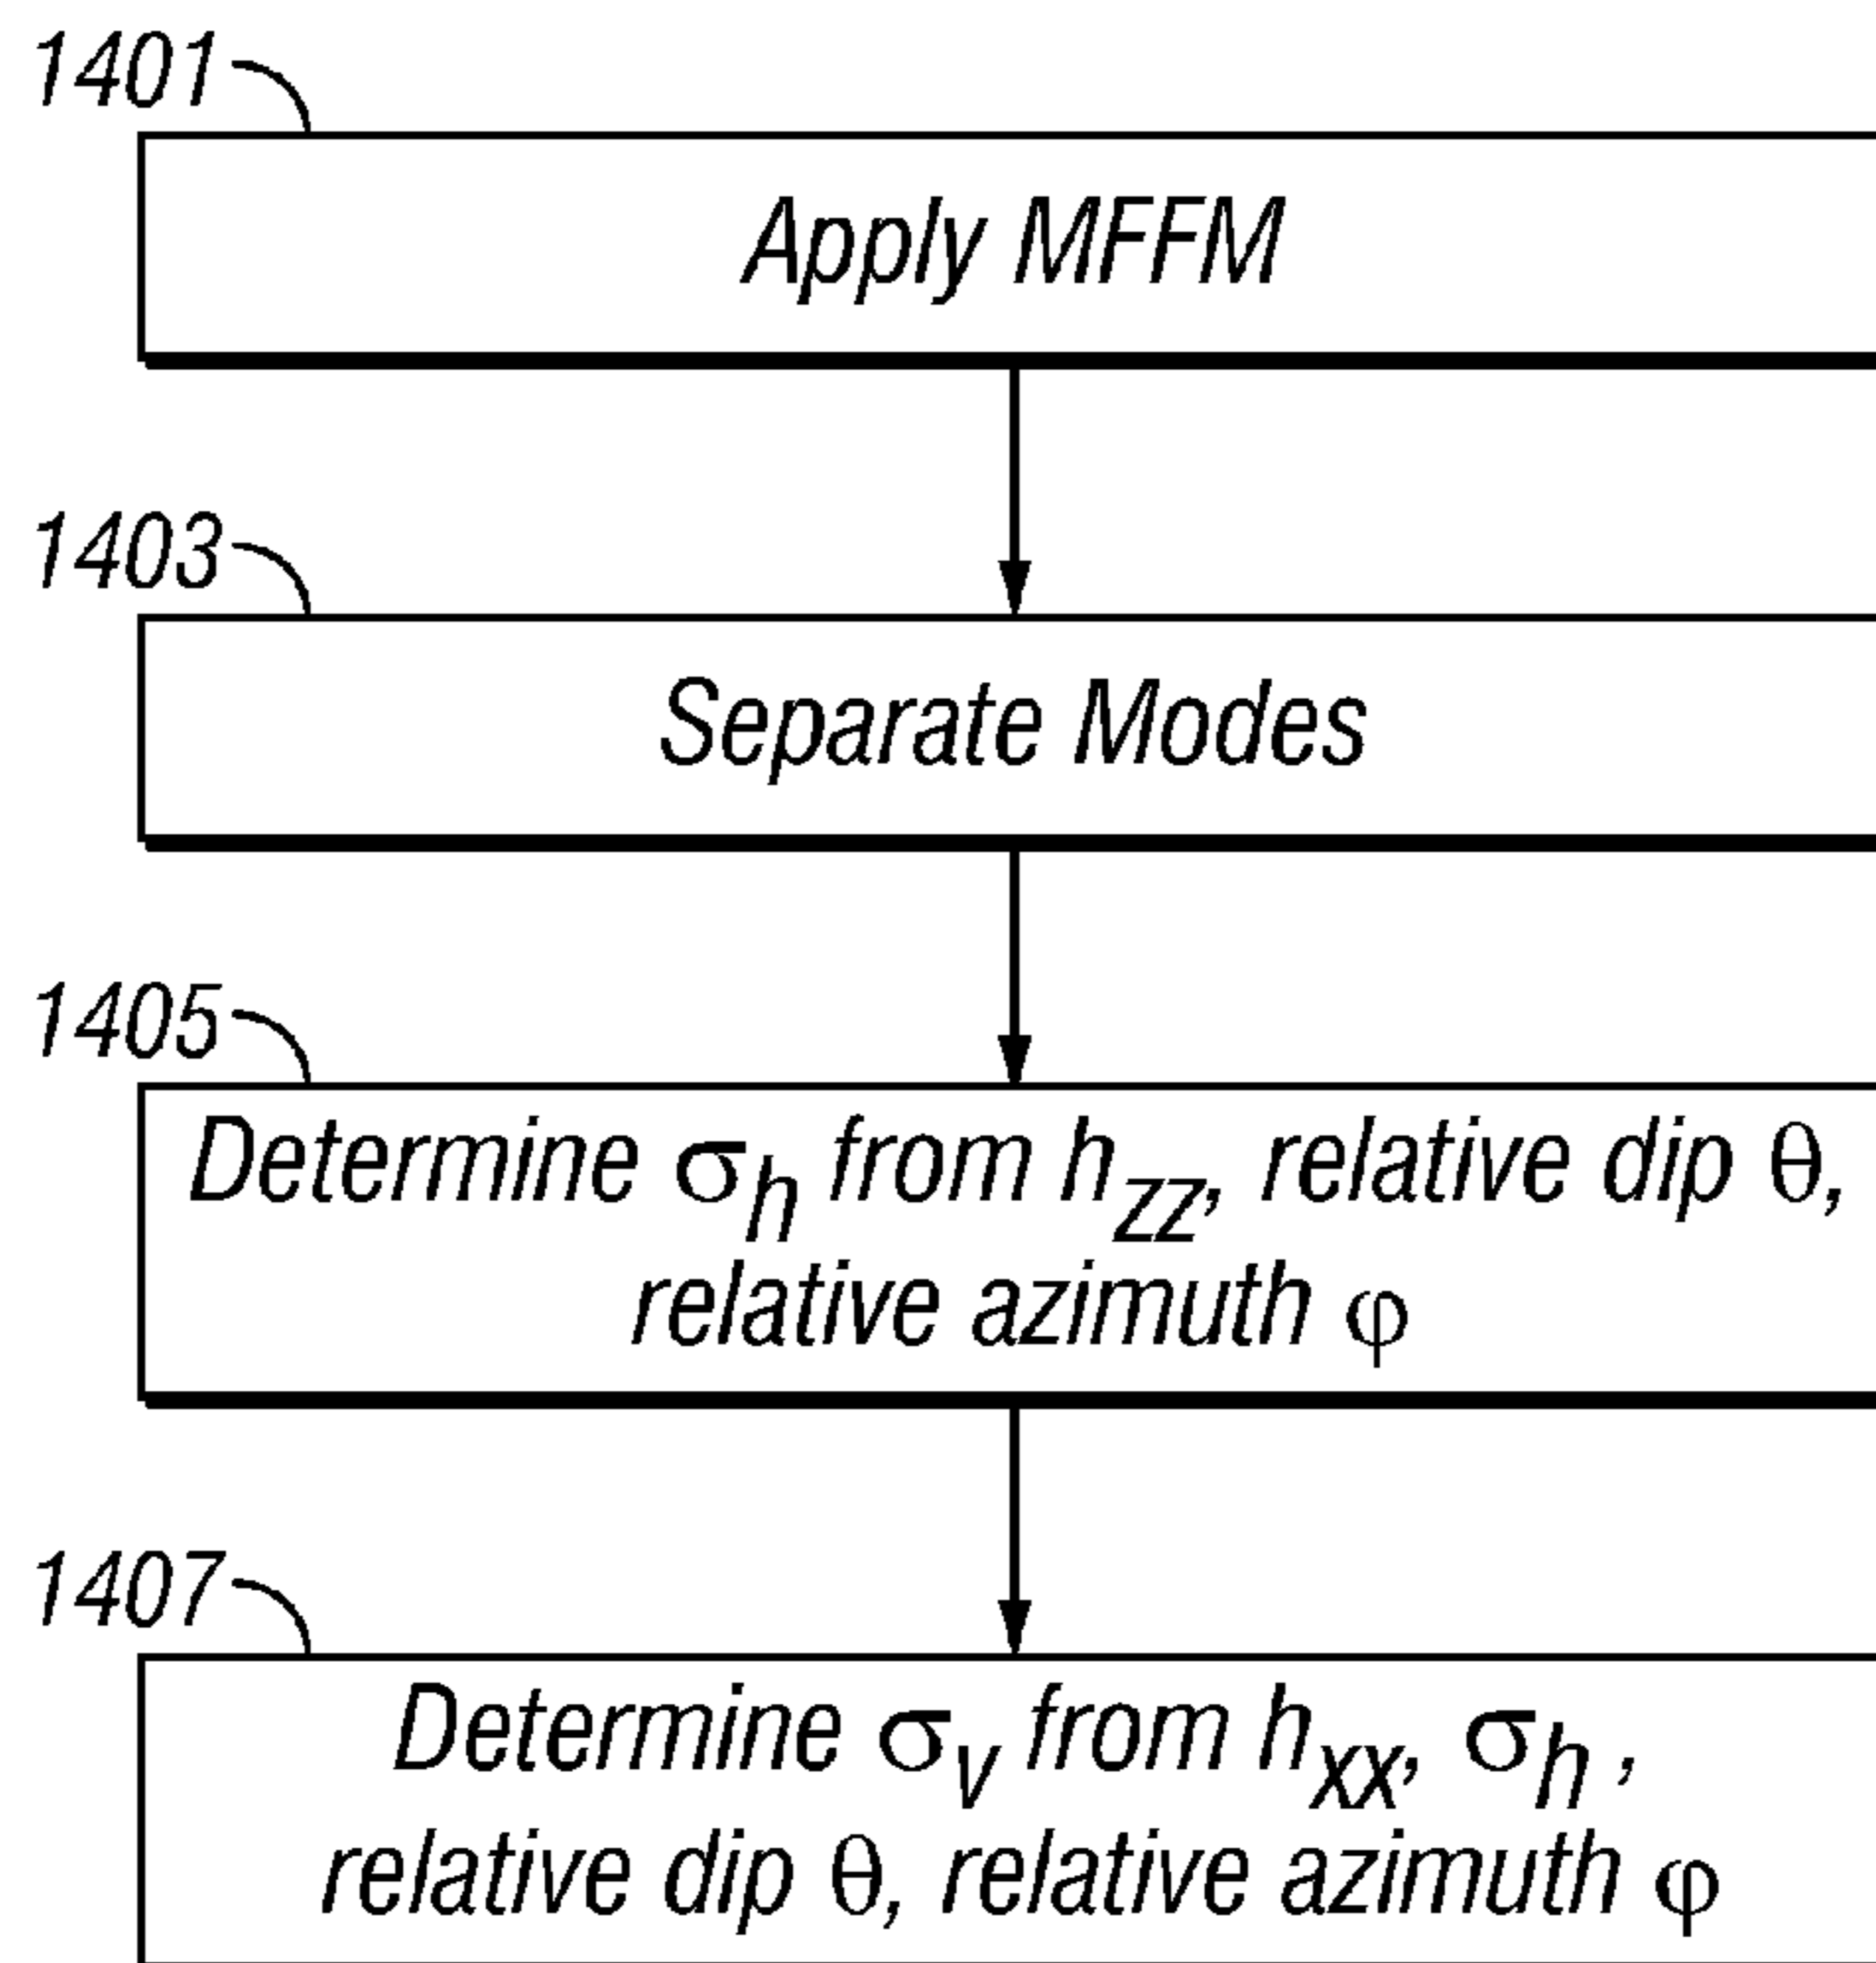 1401
Apply MFFM
1403
Separate Modes
1405
Determine σh from hzz, relative dip θ,
relative azimuth φ
1407
Determine σv from hxx, σh ,
relative dip θ, relative azimuth φ